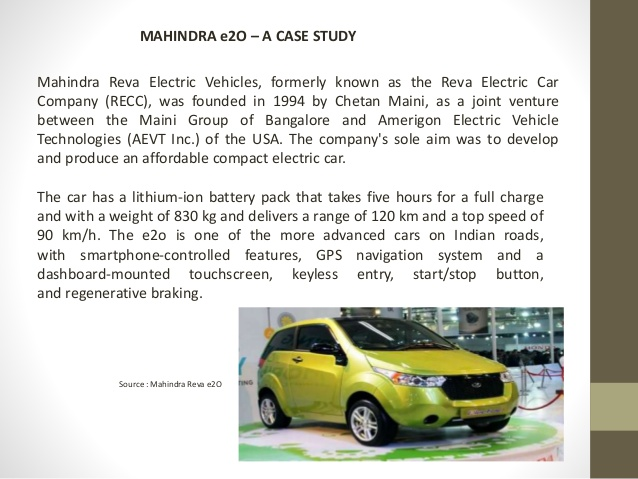 MAHINDRA e2O – A CASE STUDY
Mahindra Reva Electric Vehicles, formerly known as the Reva Electric Car
Company (RECC), was founded in 1994 by Chetan Maini, as a joint venture
between the Maini Group of Bangalore and Amerigon Electric Vehicle
Technologies (AEVT Inc.) of the USA. The company's sole aim was to develop
and produce an affordable compact electric car.
The car has a lithium-ion battery pack that takes five hours for a full charge
and with a weight of 830 kg and delivers a range of 120 km and a top speed of
90 km/h. The e2o is one of the more advanced cars on Indian roads,
with smartphone-controlled features, GPS navigation system and a
dashboard-mounted touchscreen, keyless entry, start/stop button,
and regenerative braking.
Source : Mahindra Reva e2O